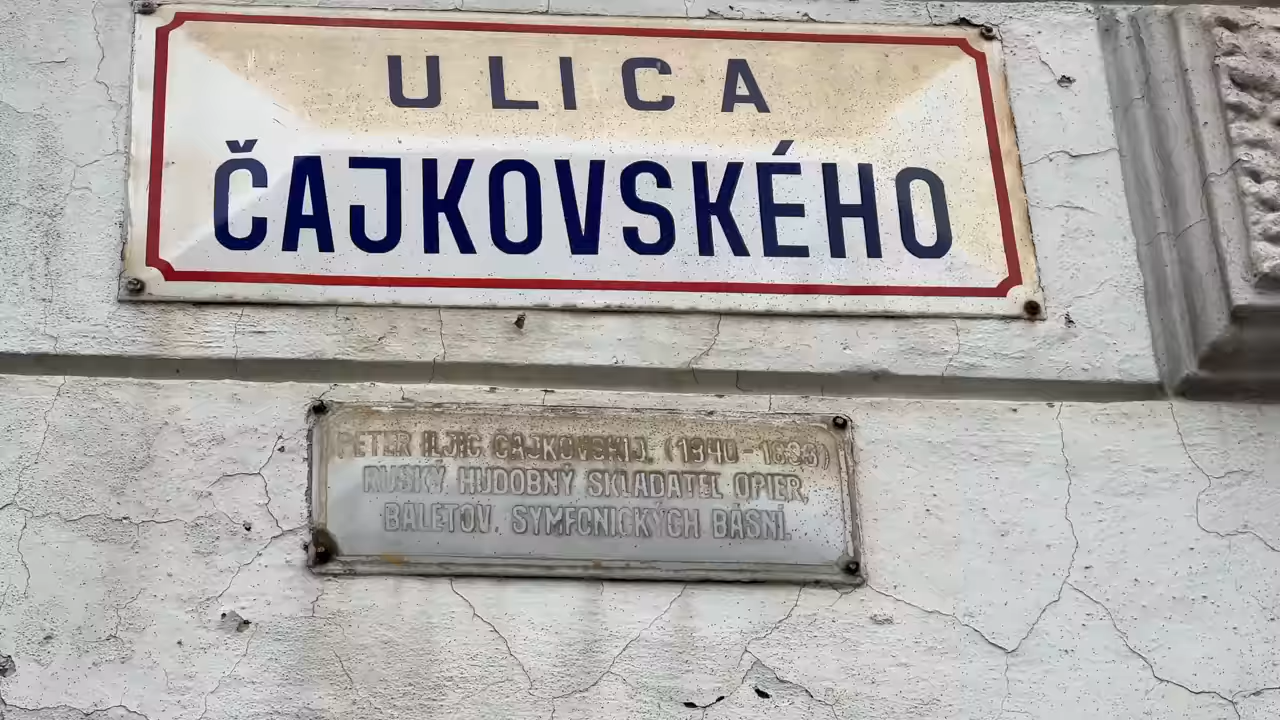 ULICA
ČAJKOVSKÉHO
PETER ILJIČ ČAJKOVSKIJ, (1840-1893)
RUSKÝ HUDOBNÝ SKLADATEĽ OPIER,
BALETOV, SYMFONICKÝCH BÁSNÍ.